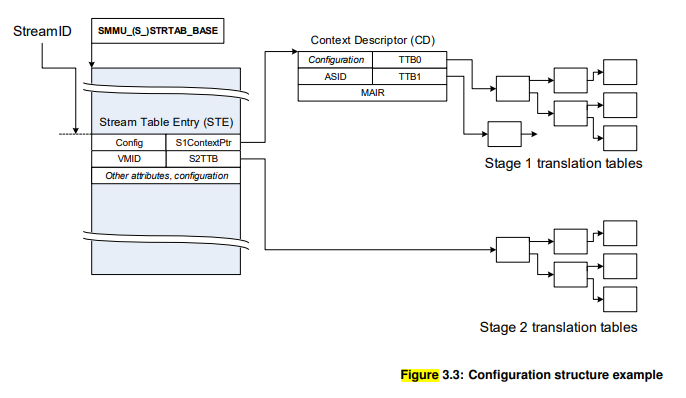 StreamID
SMMU_(S_)STRTAB_BASE
Context Descriptor (CD)
Configuration TTB0
ASID TTB1
MAIR
Stream Table Entry (STE)
Config S1ContextPtr
VMID S2TTB
Other attributes, configuration
Stage 1 translation tables
Stage 2 translation tables
Figure 3.3: Configuration structure example